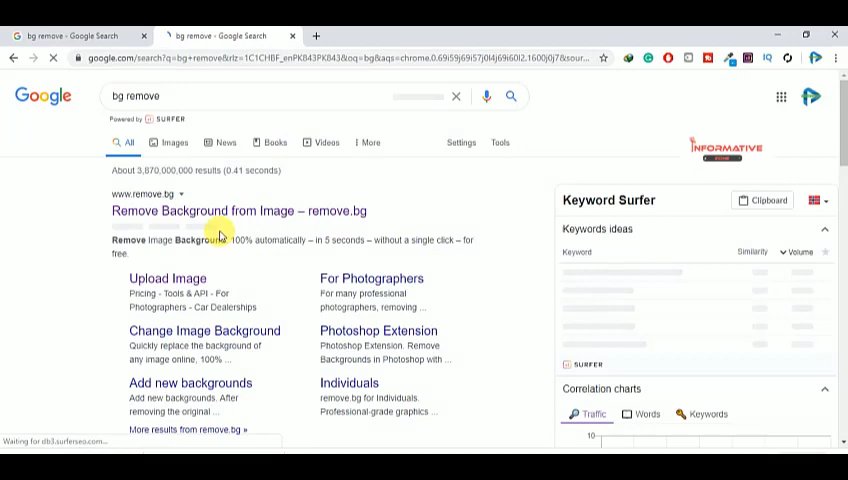 bg remove - Google Search
bg remove - Google Search
google.com/search?q=bg+remove&rlz=1C1CHBF_enPK843PK843&oq=bg&aqs=chrome.0.69i59j69i57j0l4j69i60l2.1600j0j7&sour...
Google
bg remove
Powered by SURFER
All Images News Books Videos More Settings Tools
INFORMATIVE
About 3,870,000,000 results (0.41 seconds)
www.remove.bg
Remove Background from Image – remove.bg
Remove Image Background: 100% automatically – in 5 seconds – without a single click – for
free.
Upload Image
Pricing - Tools & API - For
Photographers - Car Dealerships
For Photographers
For many professional
photographers, removing ...
Change Image Background
Quickly replace the background of
any image online, 100% ...
Photoshop Extension
Photoshop Extension. Remove
Backgrounds in Photoshop with ...
Add new backgrounds
Add new backgrounds. After
removing the original ...
Individuals
remove.bg for Individuals.
Professional-grade graphics ...
More results from remove.bg »
Keyword Surfer
Clipboard
Keywords ideas
Keyword Similarity Volume
SURFER
Correlation charts
Traffic Words Keywords
10
Waiting for db3.surferseo.com...